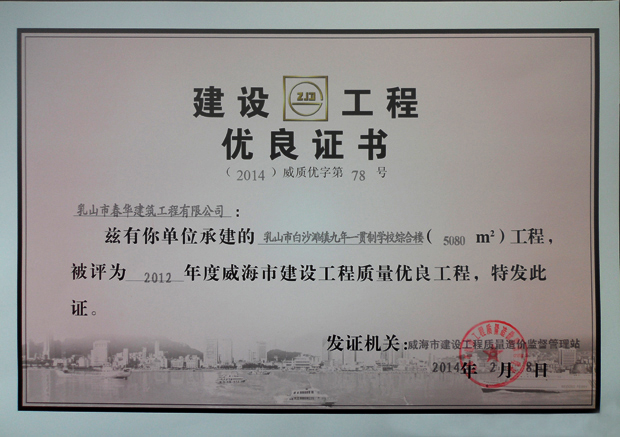 建设 ZJB 工程
优良证书
（2014）威质优字第 78 号
乳山市春华建筑工程有限公司：
兹有你单位承建的 乳山市白沙滩镇九年一贯制学校综合楼（ 5080 m²）工程，
被评为 2012 年度威海市建设工程质量优良工程，特发此
证。
发证机关：威海市建设工程质量造价监督管理站
2014年 2月 8日